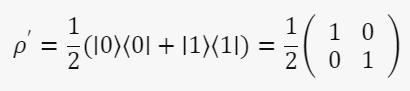 ρ′ = 1/2 (|0⟩⟨0| + |1⟩⟨1|) = 1/2 ( 1 0
0 1 )